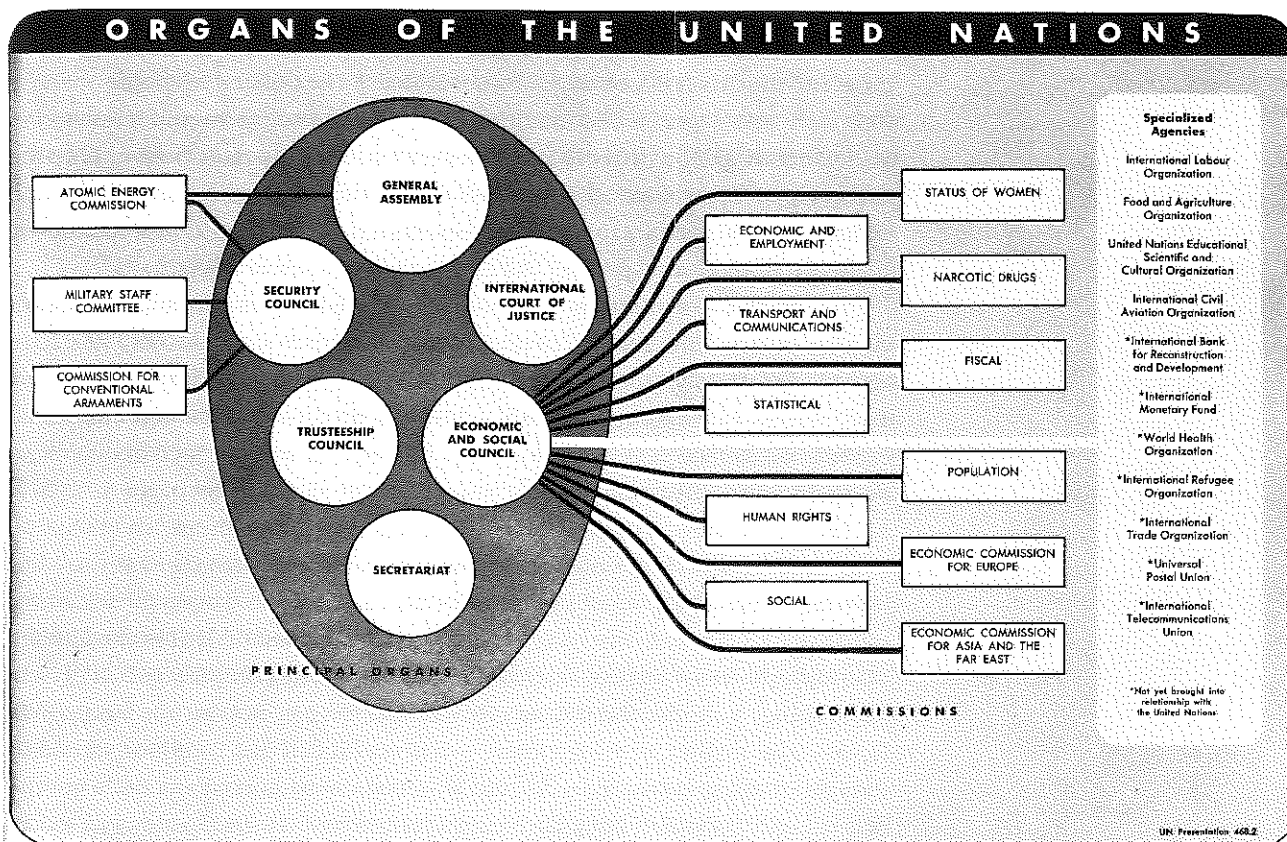 ORGANS OF THE UNITED NATIONS
ATOMIC ENERGY
COMMISSION
MILITARY STAFF
COMMITTEE
COMMISSION FOR
CONVENTIONAL
ARMAMENTS
GENERAL
ASSEMBLY
SECURITY
COUNCIL
INTERNATIONAL
COURT OF
JUSTICE
TRUSTEESHIP
COUNCIL
ECONOMIC
AND SOCIAL
COUNCIL
SECRETARIAT
PRINCIPAL ORGANS
STATUS OF WOMEN
ECONOMIC AND
EMPLOYMENT
NARCOTIC DRUGS
TRANSPORT AND
COMMUNICATIONS
FISCAL
STATISTICAL
POPULATION
HUMAN RIGHTS
ECONOMIC COMMISSION
FOR EUROPE
SOCIAL
ECONOMIC COMMISSION
FOR ASIA AND THE
FAR EAST
COMMISSIONS
Specialized
Agencies
International Labour
Organization
Food and Agriculture
Organization
United Nations Educational
Scientific and
Cultural Organization
International Civil
Aviation Organization
*International Bank
for Reconstruction
and Development
*International
Monetary Fund
*World Health
Organization
*International Refugee
Organization
*International
Trade Organization
*Universal
Postal Union
*International
Telecommunications
Union
*Not yet brought into
relationship with
the United Nations
UN Presentation 468.2